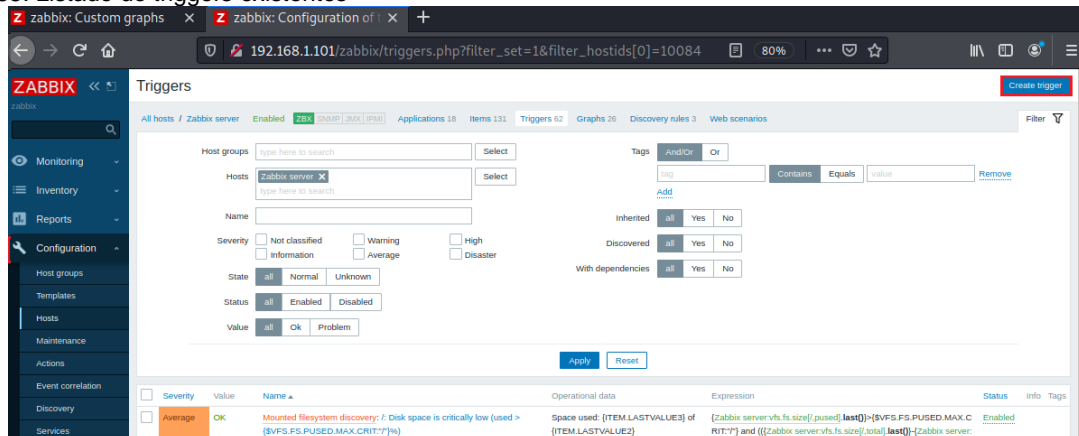 Listado de triggers existentes
zabbix: Custom graphs
zabbix: Configuration of t
192.168.1.101/zabbix/triggers.php?filter_set=1&filter_hostids[0]=10084
80%
ZABBIX
Triggers
Create trigger
zabbix
All hosts / Zabbix server Enabled ZBX SNMP JMX IPMI Applications 18 Items 131 Triggers 62 Graphs 26 Discovery rules 3 Web scenarios
Filter
Host groups type here to search Select
Tags And/Or Or
Monitoring
Hosts Zabbix server Select
type here to search
tag Contains Equals value Remove
Add
Inventory
Reports
Name
Inherited all Yes No
Configuration
Severity Not classified Warning High
Information Average Disaster
Discovered all Yes No
Host groups
State all Normal Unknown
With dependencies all Yes No
Templates
Status all Enabled Disabled
Hosts
Value all Ok Problem
Maintenance
Actions
Apply Reset
Event correlation
Severity Value Name Operational data Expression Status Info Tags
Discovery
Average OK Mounted filesystem discovery: /: Disk space is critically low (used > Space used: {ITEM.LASTVALUE3} of {Zabbix server:vfs.fs.size[/,pused].last()}>{$VFS.FS.PUSED.MAX.C Enabled
Services
{$VFS.FS.PUSED.MAX.CRIT:"/"}%) {ITEM.LASTVALUE2} RIT:"/"} and (({Zabbix server:vfs.fs.size[/,total].last()}-{Zabbix server: